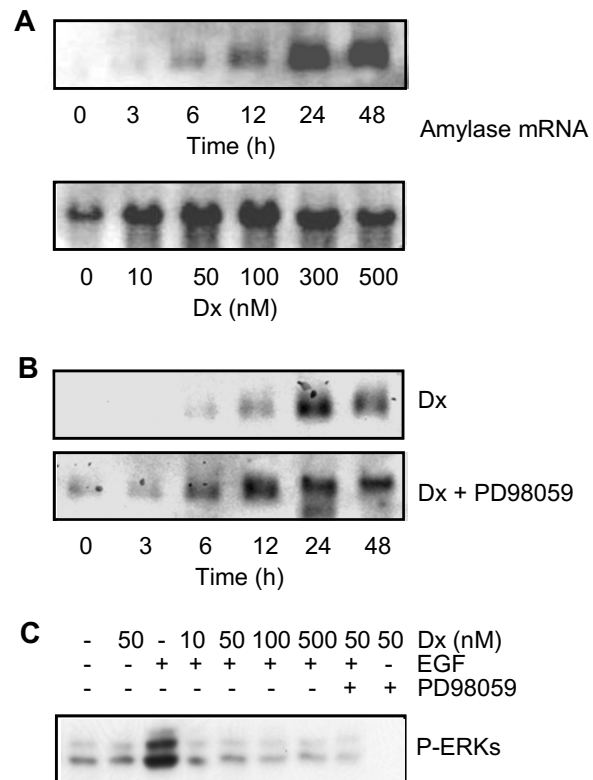 A
0 3 6 12 24 48
Time (h)
Amylase mRNA
0 10 50 100 300 500
Dx (nM)
B
Dx
Dx + PD98059
0 3 6 12 24 48
Time (h)
C
- 50 - 10 50 100 500 50 50 Dx (nM)
- - + + + + + + - EGF
- - - - - - - + + PD98059
P-ERKs